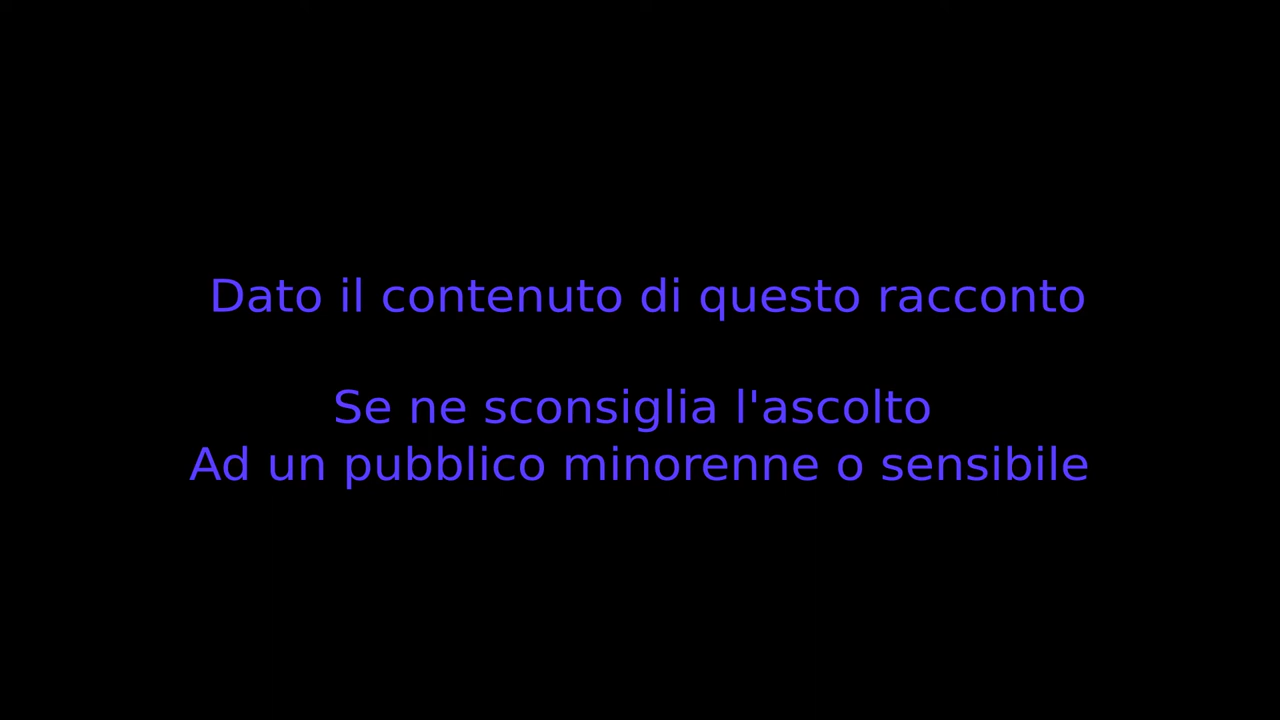 Dato il contenuto di questo racconto
Se ne sconsiglia l'ascolto
Ad un pubblico minorenne o sensibile